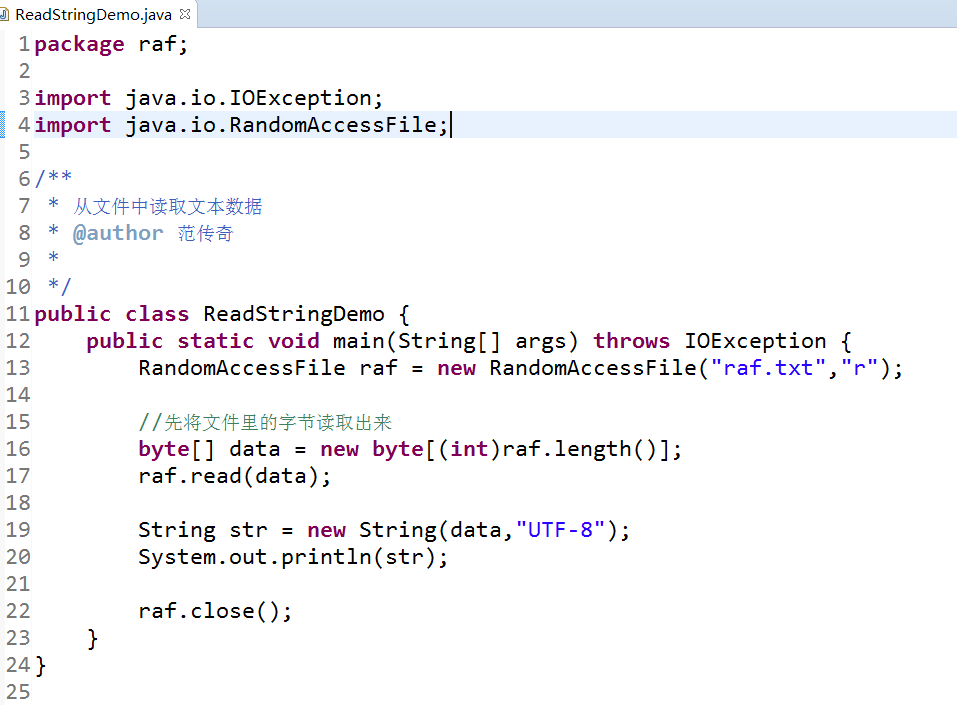 ReadStringDemo.java
1 package raf;
2
3 import java.io.IOException;
4 import java.io.RandomAccessFile;
5
6 /**
7  * 从文件中读取文本数据
8  * @author 范传奇
9  *
10  */
11 public class ReadStringDemo {
12     public static void main(String[] args) throws IOException {
13         RandomAccessFile raf = new RandomAccessFile("raf.txt","r");
14
15         //先将文件里的字节读取出来
16         byte[] data = new byte[(int)raf.length()];
17         raf.read(data);
18
19         String str = new String(data,"UTF-8");
20         System.out.println(str);
21
22         raf.close();
23     }
24 }
25